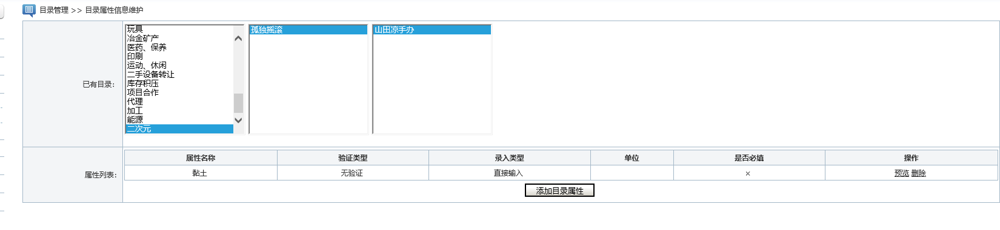 目录管理 >> 目录属性信息维护
已有目录:
玩具
冶金矿产
医药、保养
印刷
运动、休闲
二手设备转让
库存积压
项目合作
代理
加工
能源
二次元
孤独摇滚
山田凉手办
属性列表:
属性名称 验证类型 录入类型 单位 是否必填 操作
黏土 无验证 直接输入 × 预览 删除
添加目录属性